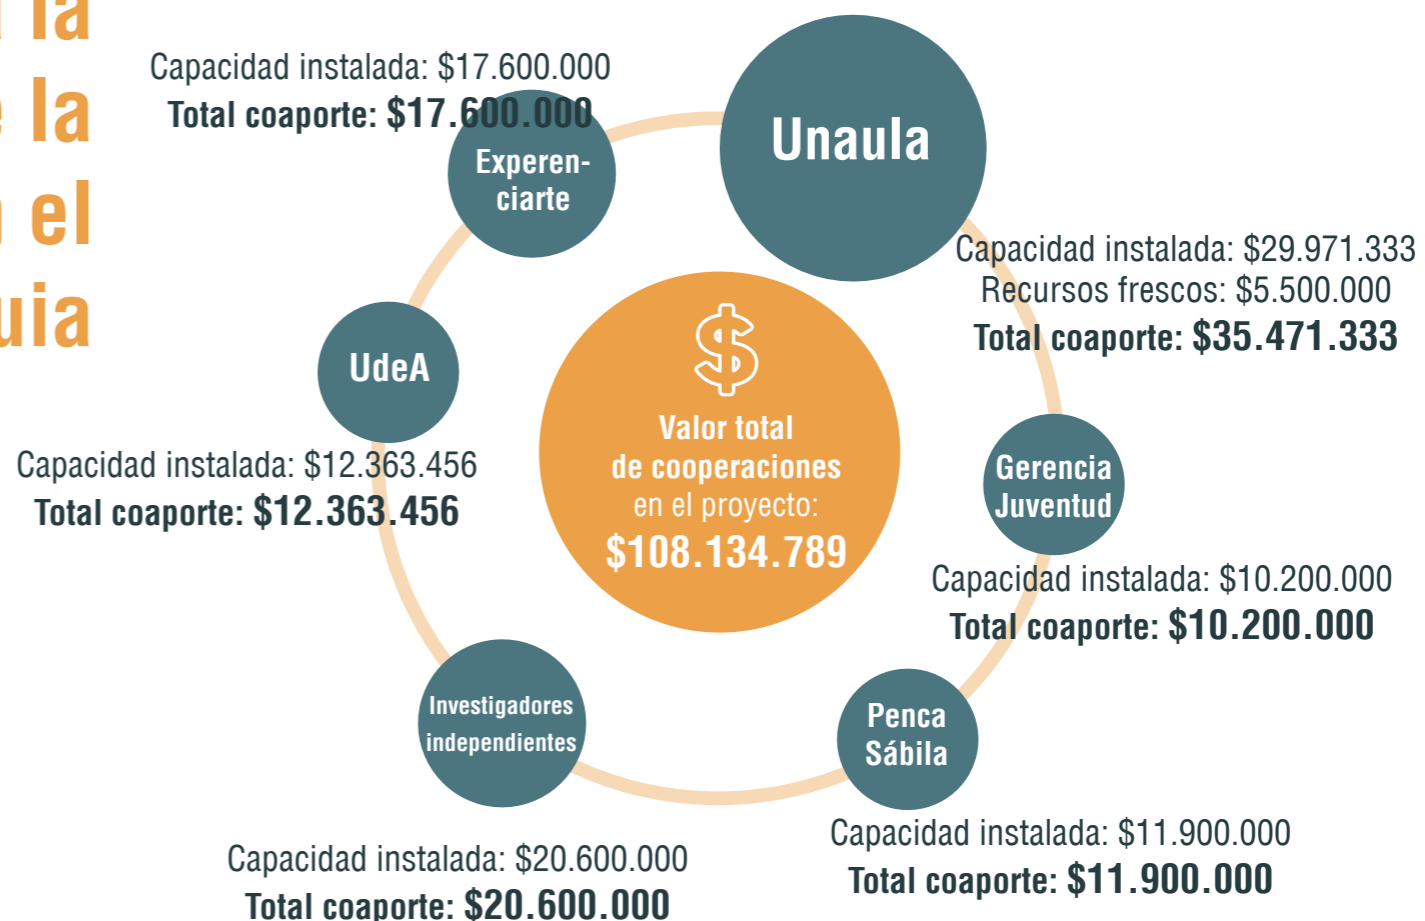 la
la
el
uia
Capacidad instalada: $17.600.000
Total coaporte: $17.600.000
Experen-
ciarte
Unaula
Capacidad instalada: $29.971.333
Recursos frescos: $5.500.000
Total coaporte: $35.471.333
UdeA
Capacidad instalada: $12.363.456
Total coaporte: $12.363.456
Valor total
de cooperaciones
en el proyecto:
$108.134.789
Gerencia
Juventud
Capacidad instalada: $10.200.000
Total coaporte: $10.200.000
Investigadores
independientes
Capacidad instalada: $20.600.000
Total coaporte: $20.600.000
Penca
Sábila
Capacidad instalada: $11.900.000
Total coaporte: $11.900.000